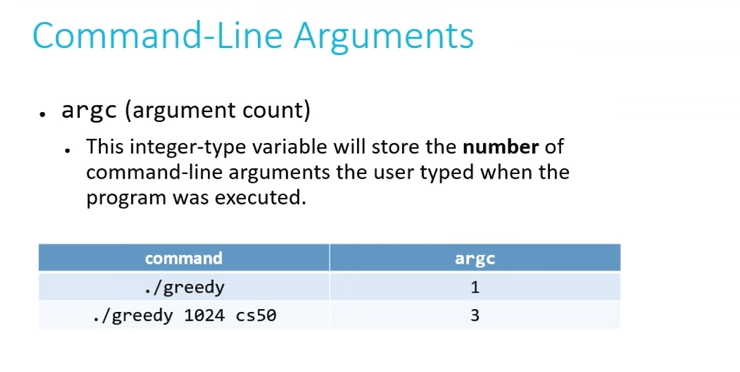 Command-Line Arguments
• argc (argument count)
• This integer-type variable will store the number of
command-line arguments the user typed when the
program was executed.
command argc
./greedy 1
./greedy 1024 cs50 3